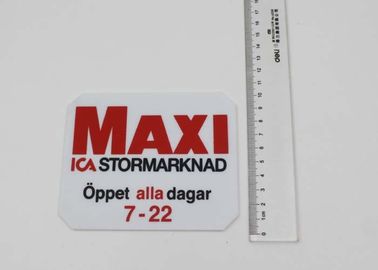 MAXI
ICA STORMARKNAD
Öppet alla dagar
7 - 22